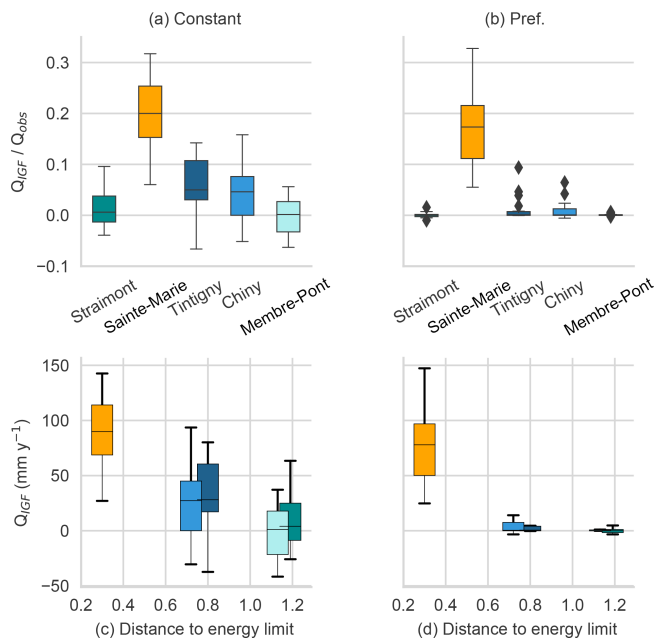 (a) Constant
(b) Pref.
Q_IGF / Q_obs
0.3
0.2
0.1
0.0
−0.1
Straimont
Sainte-Marie
Tintigny
Chiny
Membre-Pont
Straimont
Sainte-Marie
Tintigny
Chiny
Membre-Pont
Q_IGF (mm y⁻¹)
150
100
50
0
−50
0.2 0.4 0.6 0.8 1.0 1.2
0.2 0.4 0.6 0.8 1.0 1.2
(c) Distance to energy limit
(d) Distance to energy limit